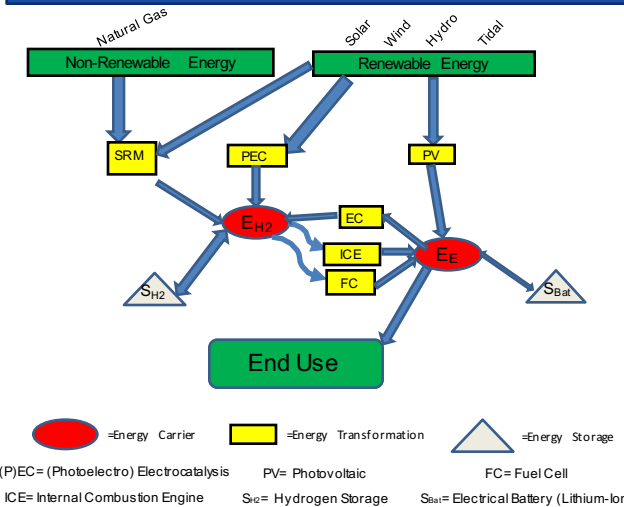 Natural Gas
Solar
Wind
Hydro
Tidal
Non-Renewable Energy
Renewable Energy
SRM
PEC
PV
EH2
EC
ICE
FC
EE
SH2
SBat
End Use
=Energy Carrier
=Energy Transformation
=Energy Storage
(P)EC= (Photoelectro) Electrocatalysis
PV= Photovoltaic
FC= Fuel Cell
ICE= Internal Combustion Engine
SH2= Hydrogen Storage
SBat= Electrical Battery (Lithium-Ion